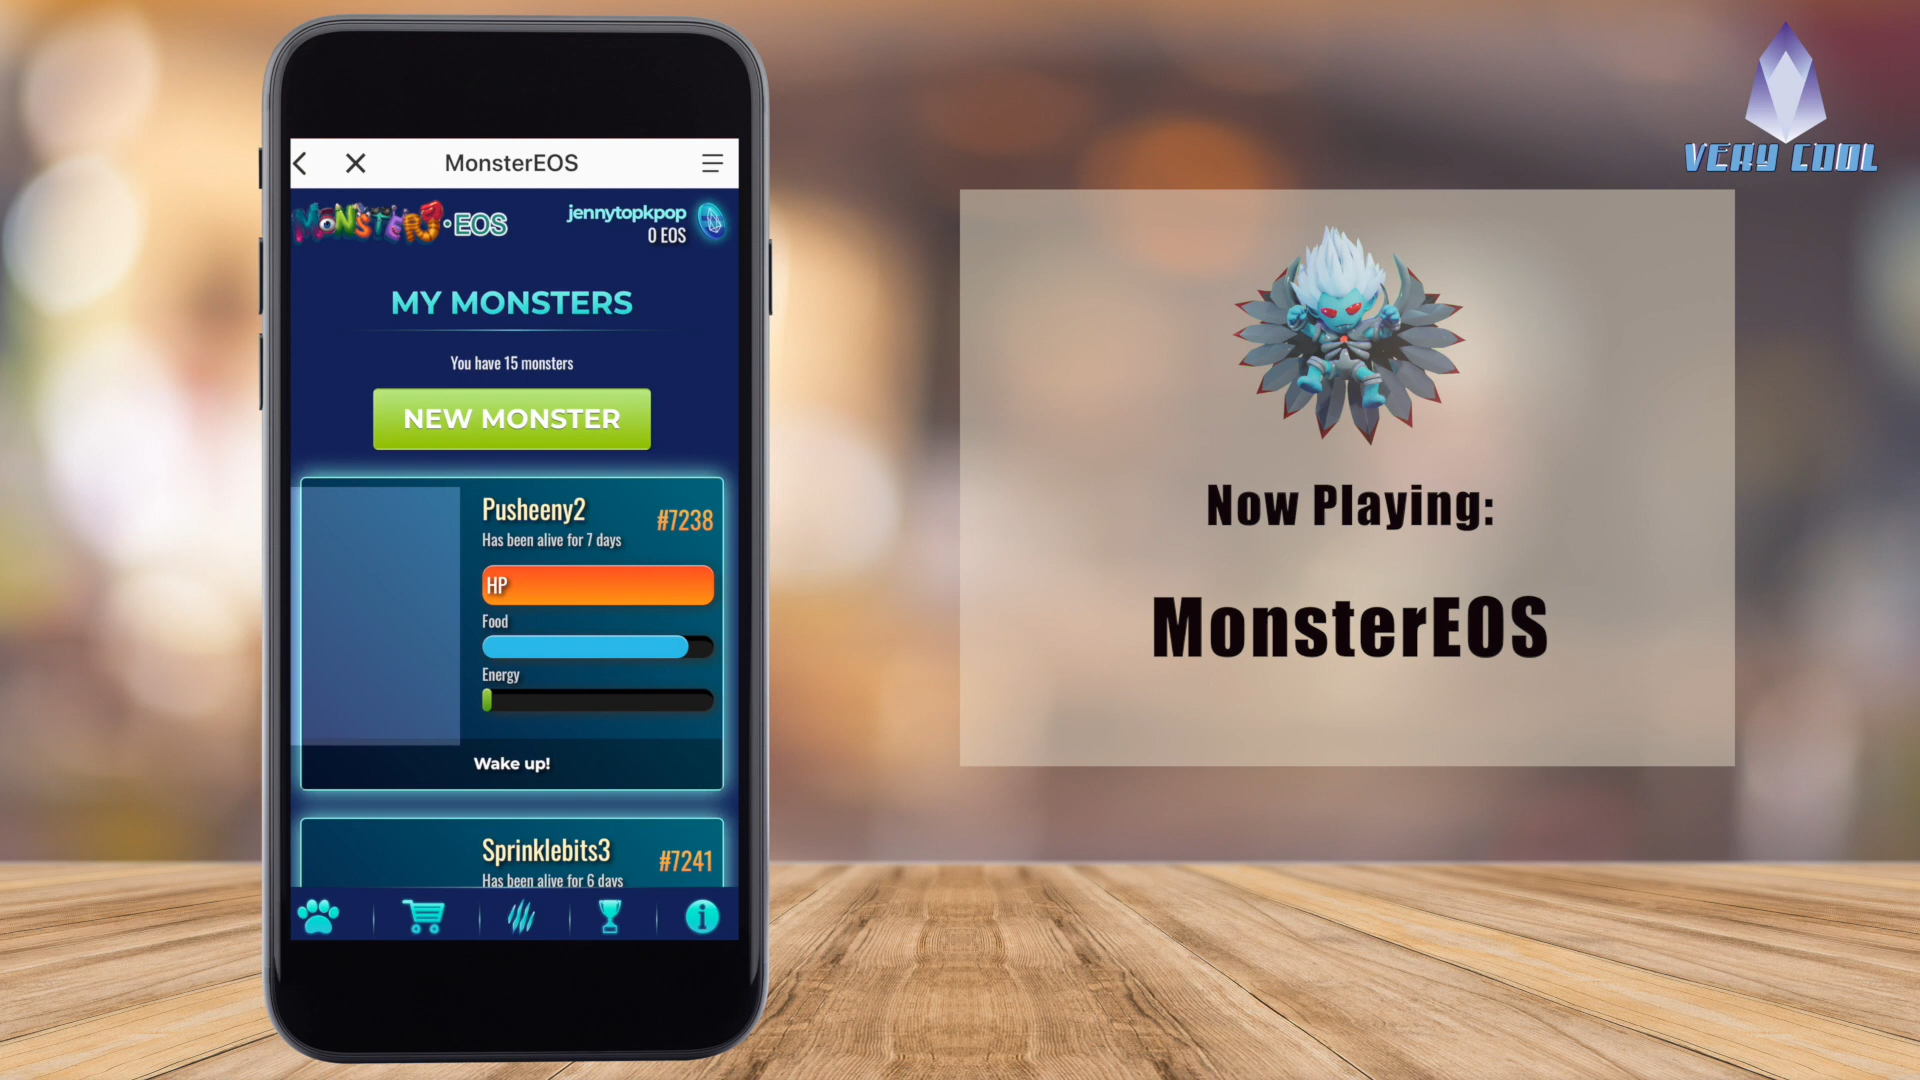 MonsterEOS
MONSTERS•EOS
jennytopkpop
0 EOS
MY MONSTERS
You have 15 monsters
NEW MONSTER
Pusheeny2
#7238
Has been alive for 7 days
HP
Food
Energy
Wake up!
Sprinklebits3
#7241
Has been alive for 6 days
VERY COOL
Now Playing:
MonsterEOS